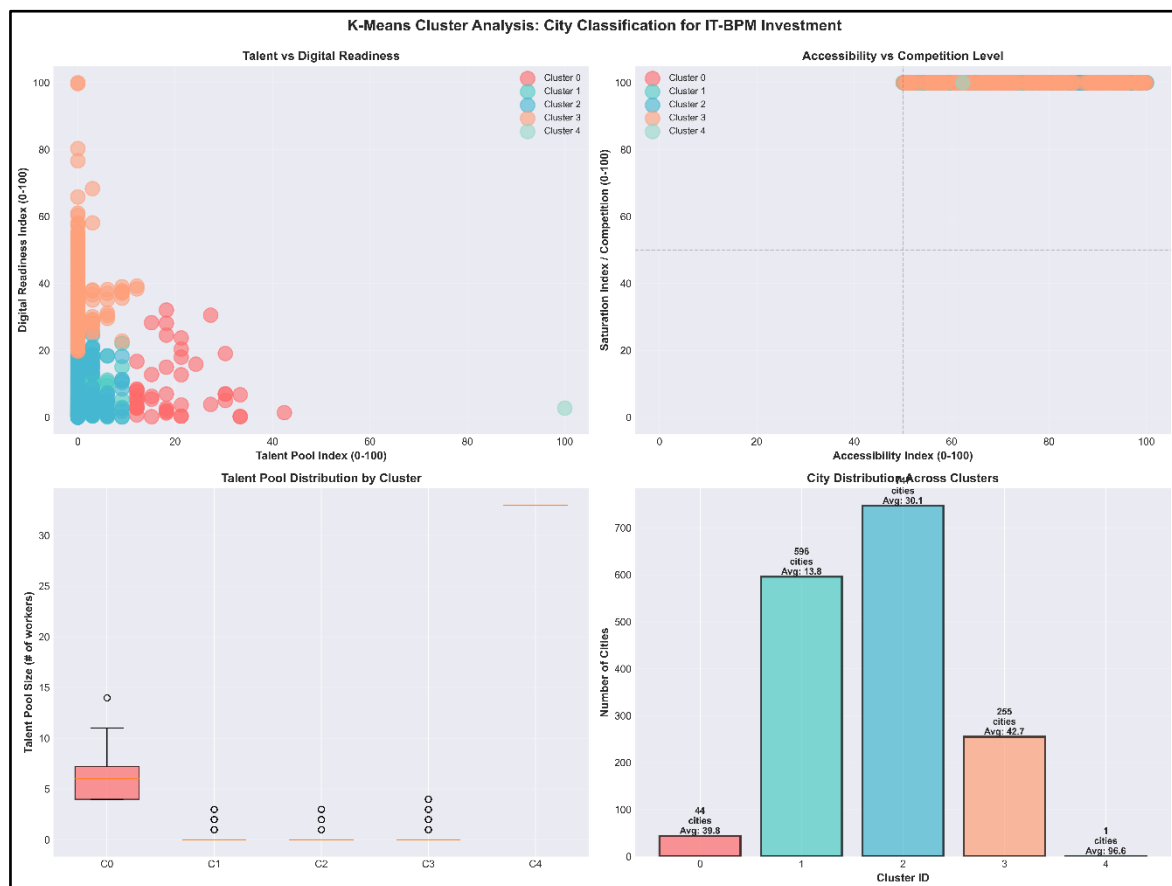 K-Means Cluster Analysis: City Classification for IT-BPM Investment
Talent vs Digital Readiness
Digital Readiness Index (0-100)
100
80
60
40
20
0
0
20
40
60
80
100
Talent Pool Index (0-100)
Cluster 0
Cluster 1
Cluster 2
Cluster 3
Cluster 4
Accessibility vs Competition Level
Saturation Index / Competition (0-100)
100
80
60
40
20
0
0
20
40
60
80
100
Accessibility Index (0-100)
Cluster 0
Cluster 1
Cluster 2
Cluster 3
Cluster 4
Talent Pool Distribution by Cluster
Talent Pool Size (# of workers)
30
25
20
15
10
5
0
C0
C1
C2
C3
C4
City Distribution Across Clusters
Number of Cities
700
600
500
400
300
200
100
0
44
cities
Avg: 39.8
596
cities
Avg: 13.8
cities
Avg: 30.1
255
cities
Avg: 42.7
1
cities
Avg: 96.6
0
1
2
3
4
Cluster ID